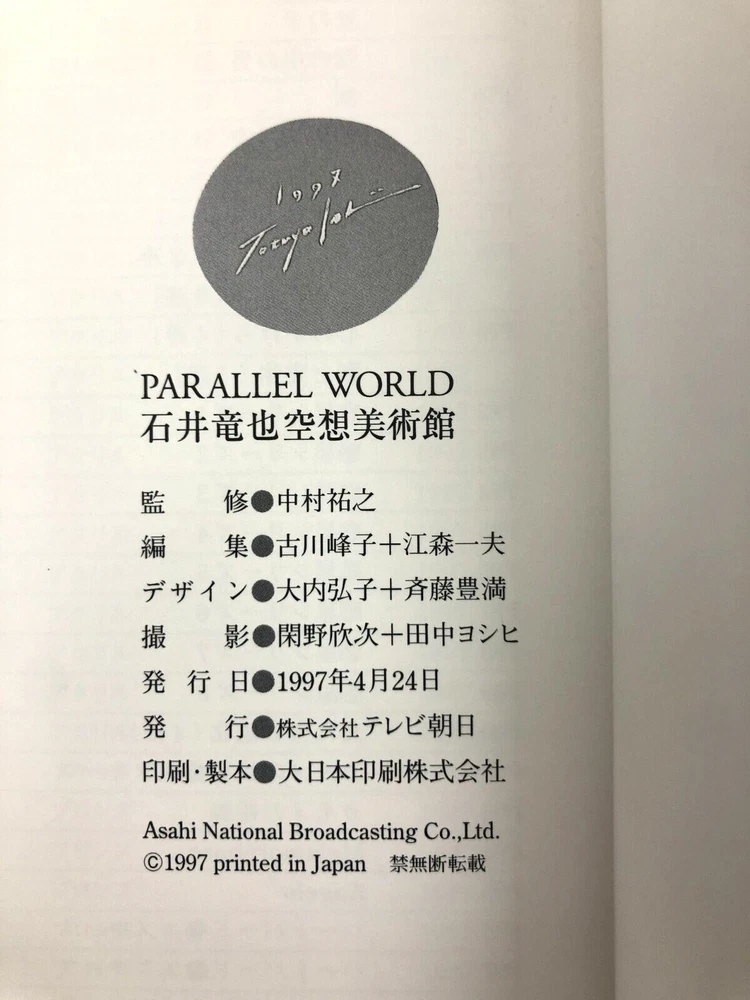 1997
Tatuya Ishii
PARALLEL WORLD
石井竜也空想美術館
監　修●中村祐之
編　集●古川峰子＋江森一夫
デザイン●大内弘子＋斉藤豊満
撮　影●閑野欣次＋田中ヨシヒ
発行日●1997年4月24日
発　行●株式会社テレビ朝日
印刷・製本●大日本印刷株式会社
Asahi National Broadcasting Co.,Ltd.
©1997 printed in Japan　禁無断転載